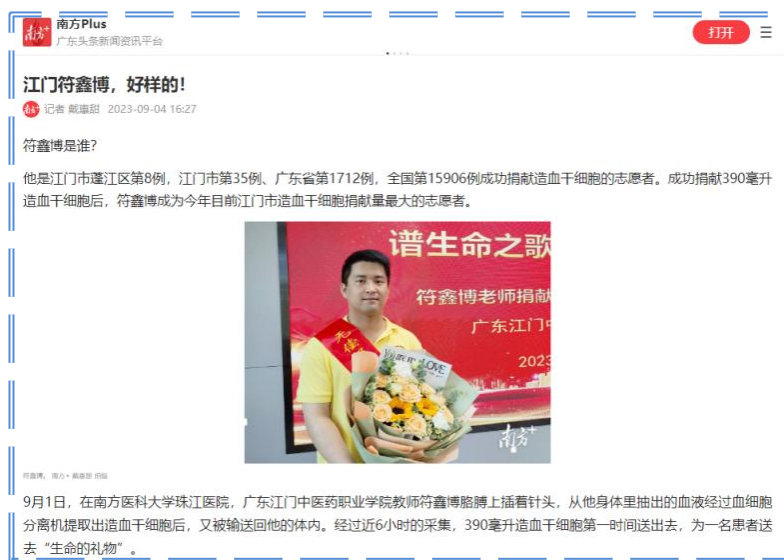 南方Plus
广东头条新闻资讯平台
打开
江门符鑫博，好样的！
记者 戴惠甜 2023-09-04 16:27
符鑫博是谁？
他是江门市蓬江区第8例，江门市第35例、广东省第1712例，全国第15906例成功捐献造血干细胞的志愿者。成功捐献390毫升
造血干细胞后，符鑫博成为今年目前江门市造血干细胞捐献量最大的志愿者。
谱生命之歌
符鑫博老师捐献
广东江门
2023
LOVE
南方+
符鑫博。 南方+ 戴惠甜 拍摄
9月1日，在南方医科大学珠江医院，广东江门中医药职业学院教师符鑫博胳膊上插着针头，从他身体里抽出的血液经过血细胞
分离机提取出造血干细胞后，又被输送回他的体内。经过近6小时的采集，390毫升造血干细胞第一时间送出去，为一名患者送
去“生命的礼物”。